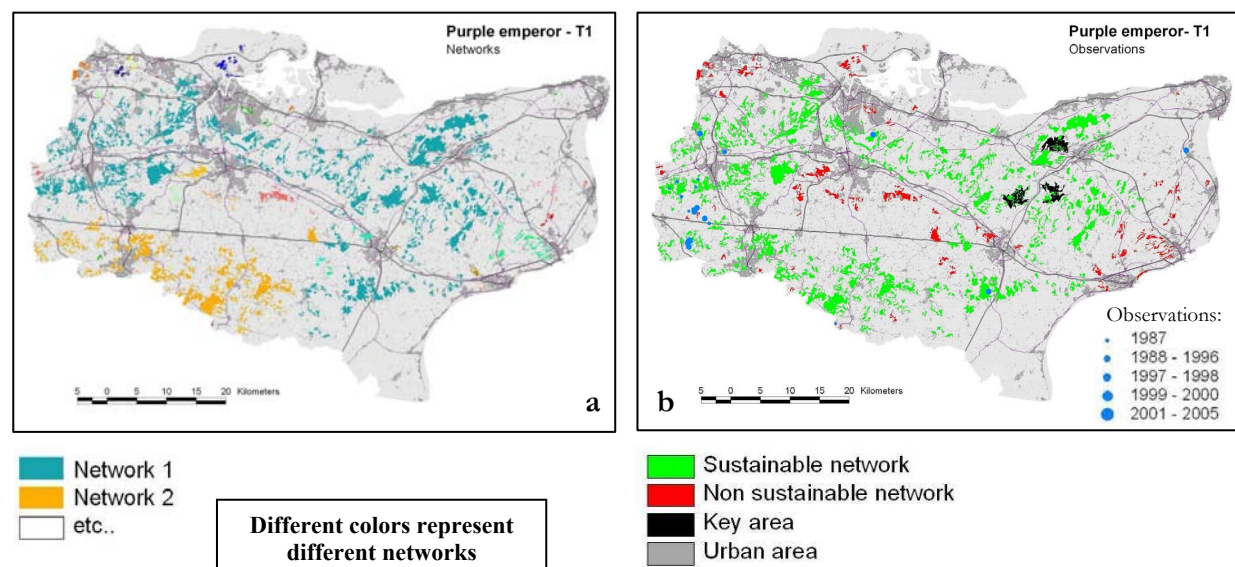 Purple emperor - T1
Networks
5 0 5 10 15 20 Kilometers
a
Purple emperor- T1
Observations
Observations:
1987
1988 - 1996
1997 - 1998
1999 - 2000
2001 - 2005
5 0 5 10 15 20 Kilometers
b
Network 1
Network 2
etc..
Different colors represent
different networks
Sustainable network
Non sustainable network
Key area
Urban area